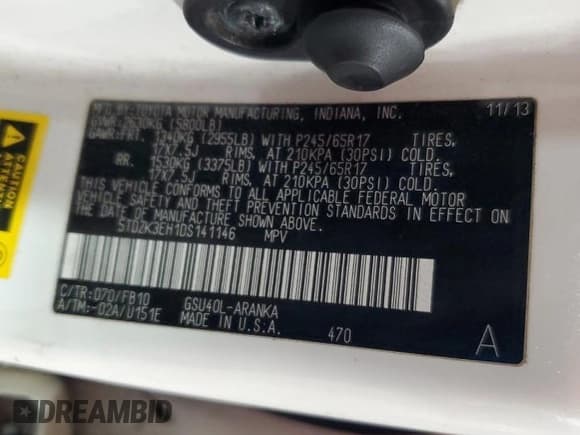 MFD.BY TOYOTA MOTOR MANUFACTURING, INDIANA, INC. 11/13
(5800LB)
GAWR:FRT. 1340KG (2955LB) WITH P245/65R17 TIRES,
17X7.5J RIMS, AT 210KPA (30PSI) COLD.
RR. 1530KG (3375LB) WITH P245/65R17 TIRES,
17X7.5J RIMS, AT 210KPA (30PSI) COLD.
THIS VEHICLE CONFORMS TO ALL APPLICABLE FEDERAL MOTOR
VEHICLE SAFETY AND THEFT PREVENTION STANDARDS IN EFFECT ON
THE DATE OF MANUFACTURE SHOWN ABOVE.
5TDZK3EH1DS141146 MPV
C/TR:070/FB10 GSU40L-ARANKA
A/TM:-02A/U151E MADE IN U.S.A. 470 A
CAUTION
DREAMBID